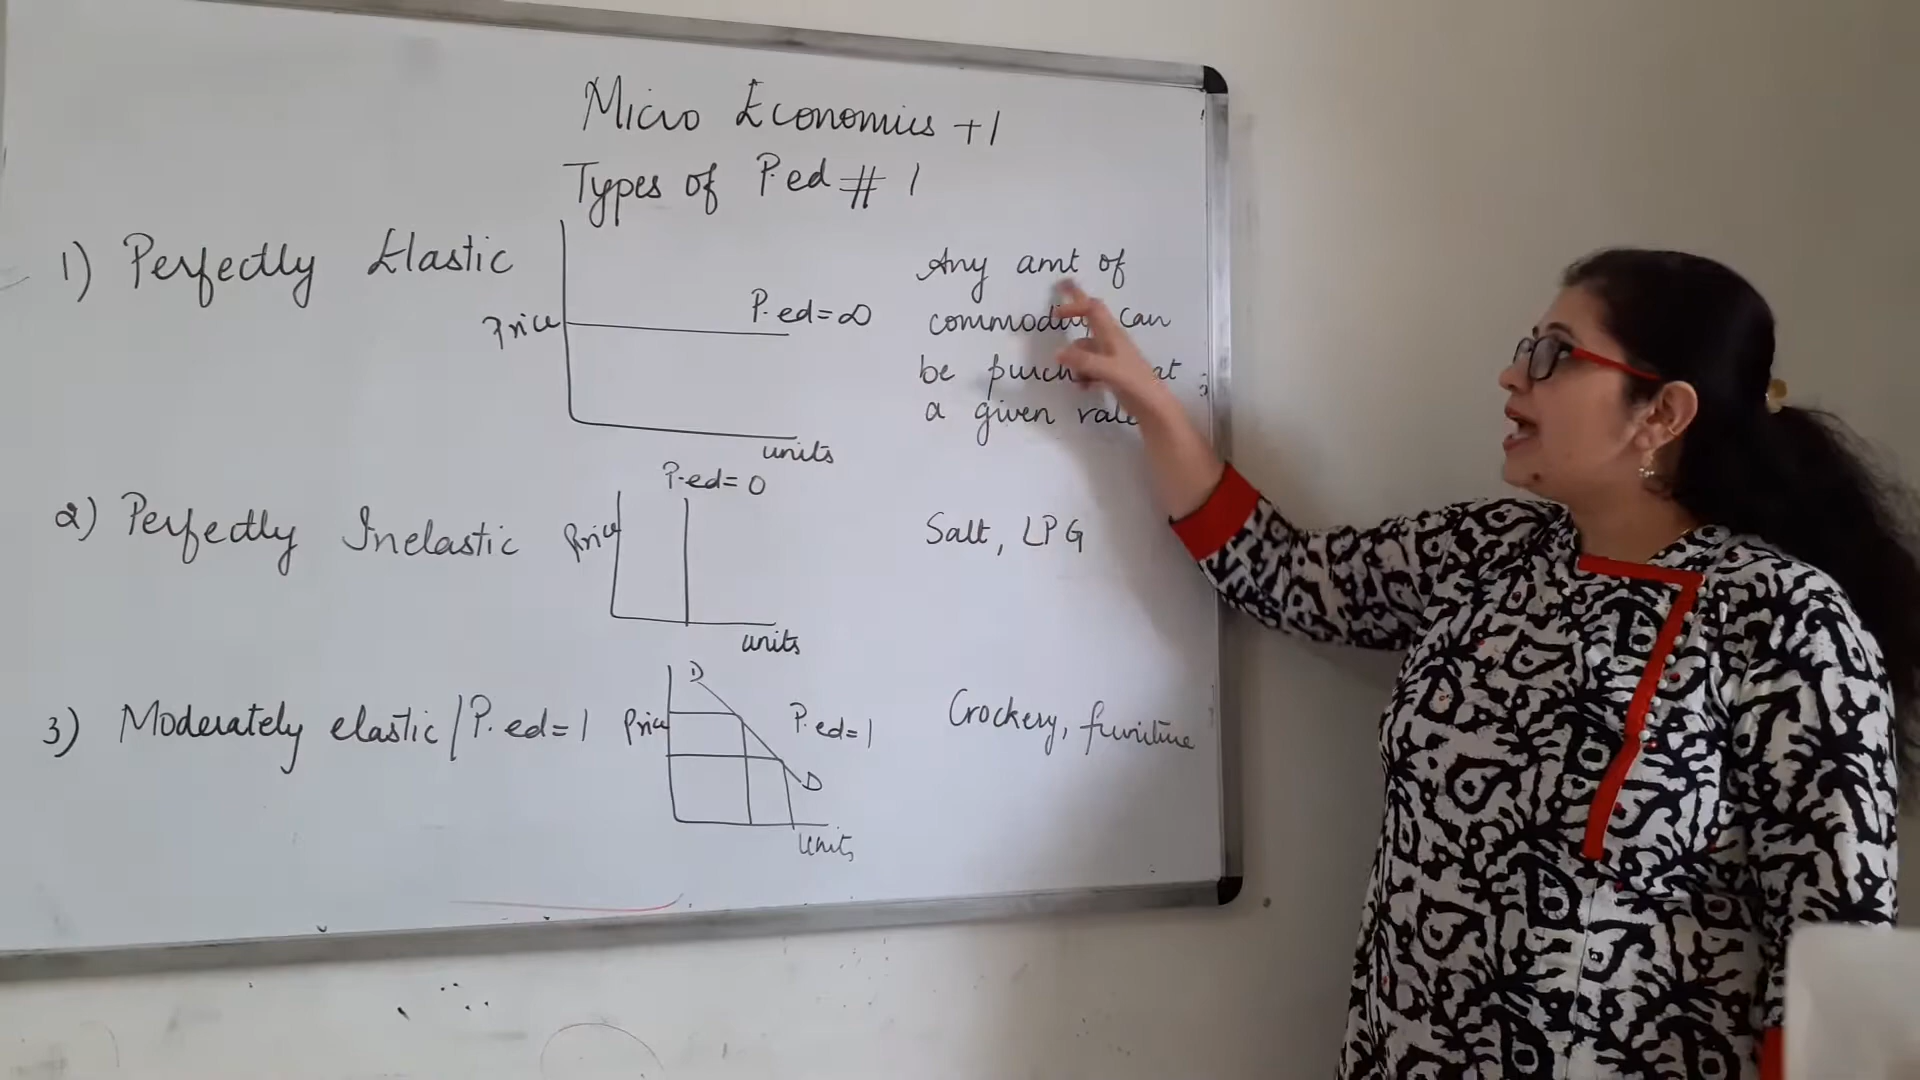 Micro Economics +1
Types of P.ed # 1
1) Perfectly Elastic
Price
P.ed=∞
units
Any amt of
commodity can
be purch at
a given rate
2) Perfectly Inelastic
P.ed=0
Price
units
Salt, LPG
3) Moderately elastic/P.ed=1
Price
D
D
P.ed=1
Units
Crockery, furniture